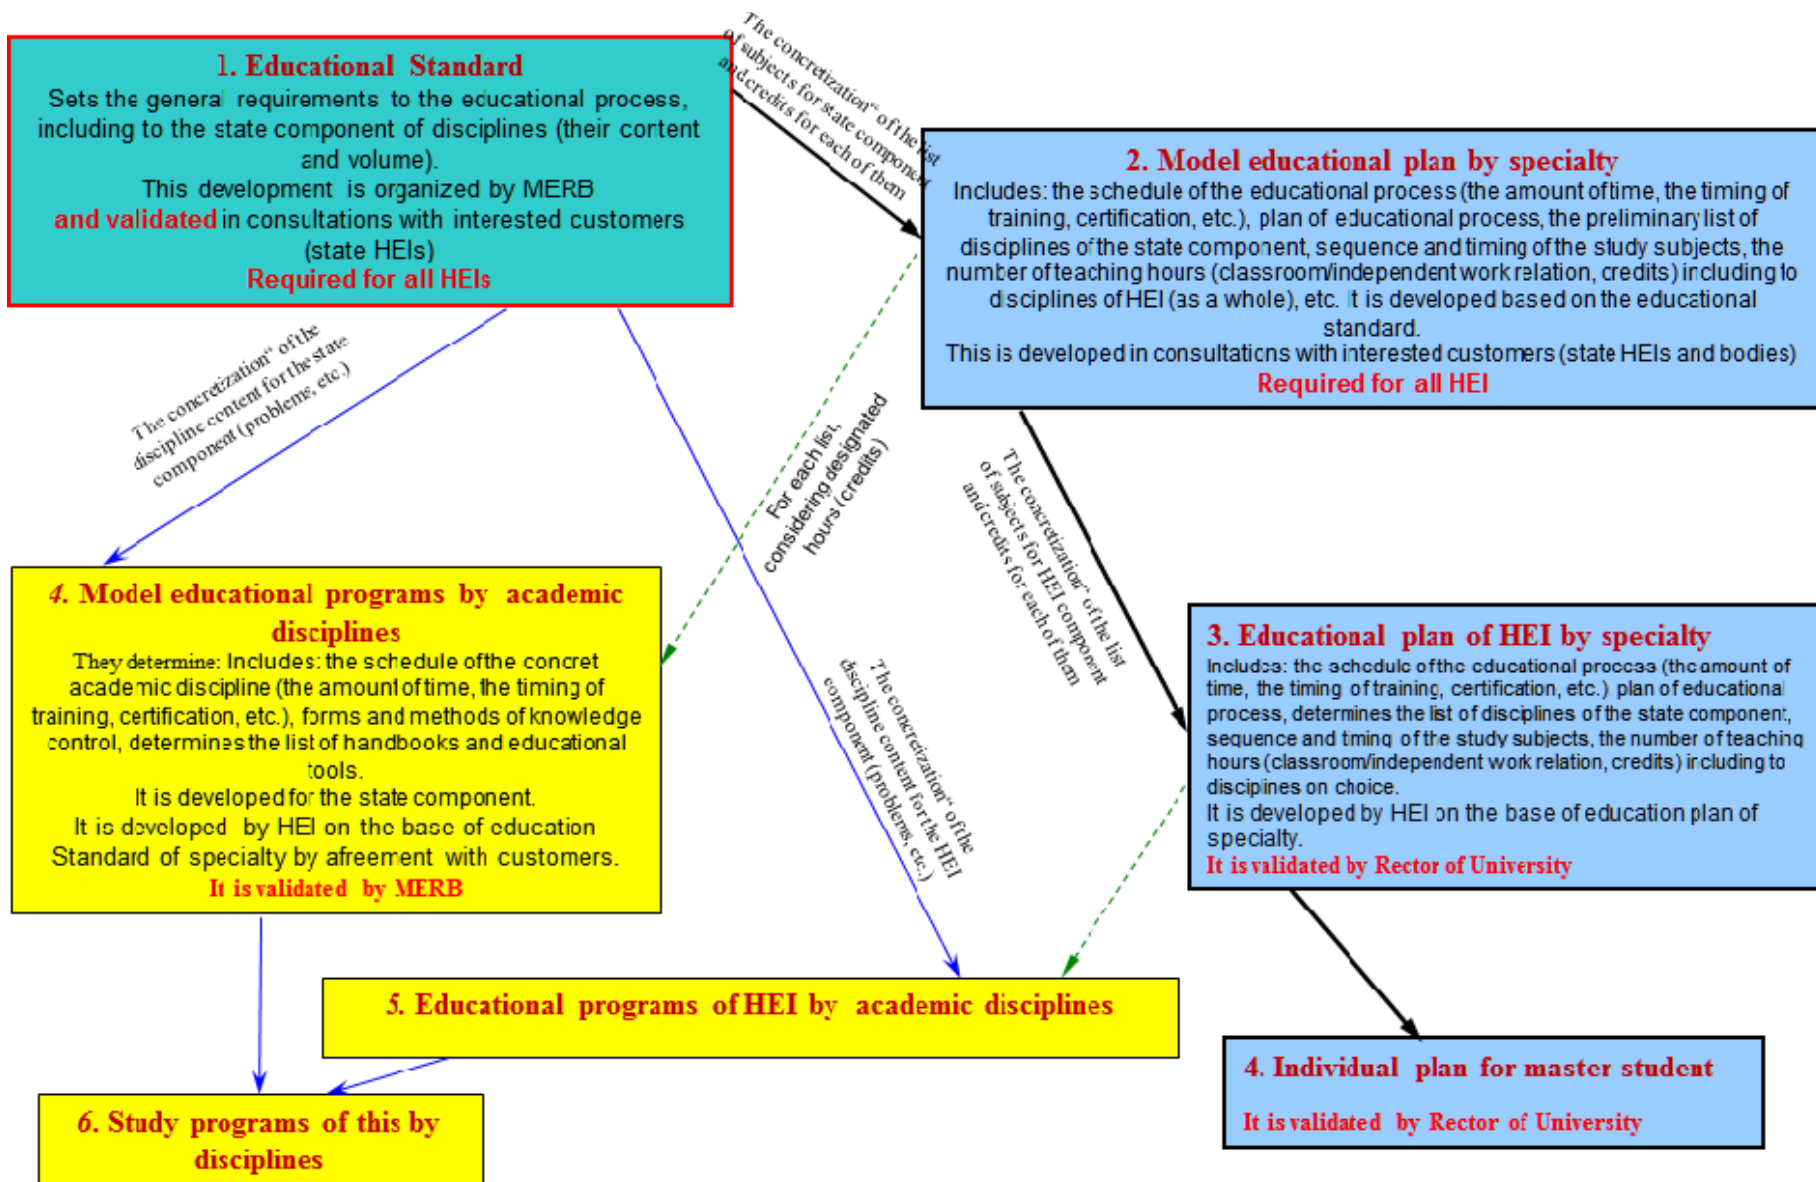 1. Educational Standard
Sets the general requirements to the educational process,
including to the state component of disciplines (their content
and volume).
This development is organized by MERB
and validated in consultations with interested customers
(state HEIs)
Required for all HEIs
The concretization“ of the list
of subjects for state component
and credits for each of them
2. Model educational plan by specialty
Includes: the schedule of the educational process (the amount of time, the timing of
training, certification, etc.), plan of educational process, the preliminary list of
disciplines of the state component, sequence and timing of the study subjects, the
number of teaching hours (classroom/independent work relation, credits) including to
disciplines of HEI (as a whole), etc. It is developed based on the educational
standard.
This is developed in consultations with interested customers (state HEIs and bodies)
Required for all HEI
The concretization“ of the
discipline content for the state
component (problems, etc.)
For each list,
considering designated
hours (credits)
The concretization“ of the list
of subjects for HEI component
and credits for each of them
4. Model educational programs by academic
disciplines
They determine: Includes: the schedule of the concret
academic discipline (the amount of time, the timing of
training, certification, etc.), forms and methods of knowledge
control, determines the list of handbooks and educational
tools.
It is developed for the state component.
It is developed by HEI on the base of education
Standard of specialty by afreement with customers.
It is validated by MERB
The concretization“ of the
discipline content for the HEI
component (problems, etc.)
3. Educational plan of HEI by specialty
Includes: the schedule of the educational process (the amount of
time, the timing of training, certification, etc.) plan of educational
process, determines the list of disciplines of the state component,
sequence and timing of the study subjects, the number of teaching
hours (classroom/independent work relation, credits) including to
discipines on choice.
It is developed by HEI on the base of education plan of
specialty.
It is validated by Rector of University
5. Educational programs of HEI by academic disciplines
4. Individual plan for master student
It is validated by Rector of University
6. Study programs of this by
disciplines